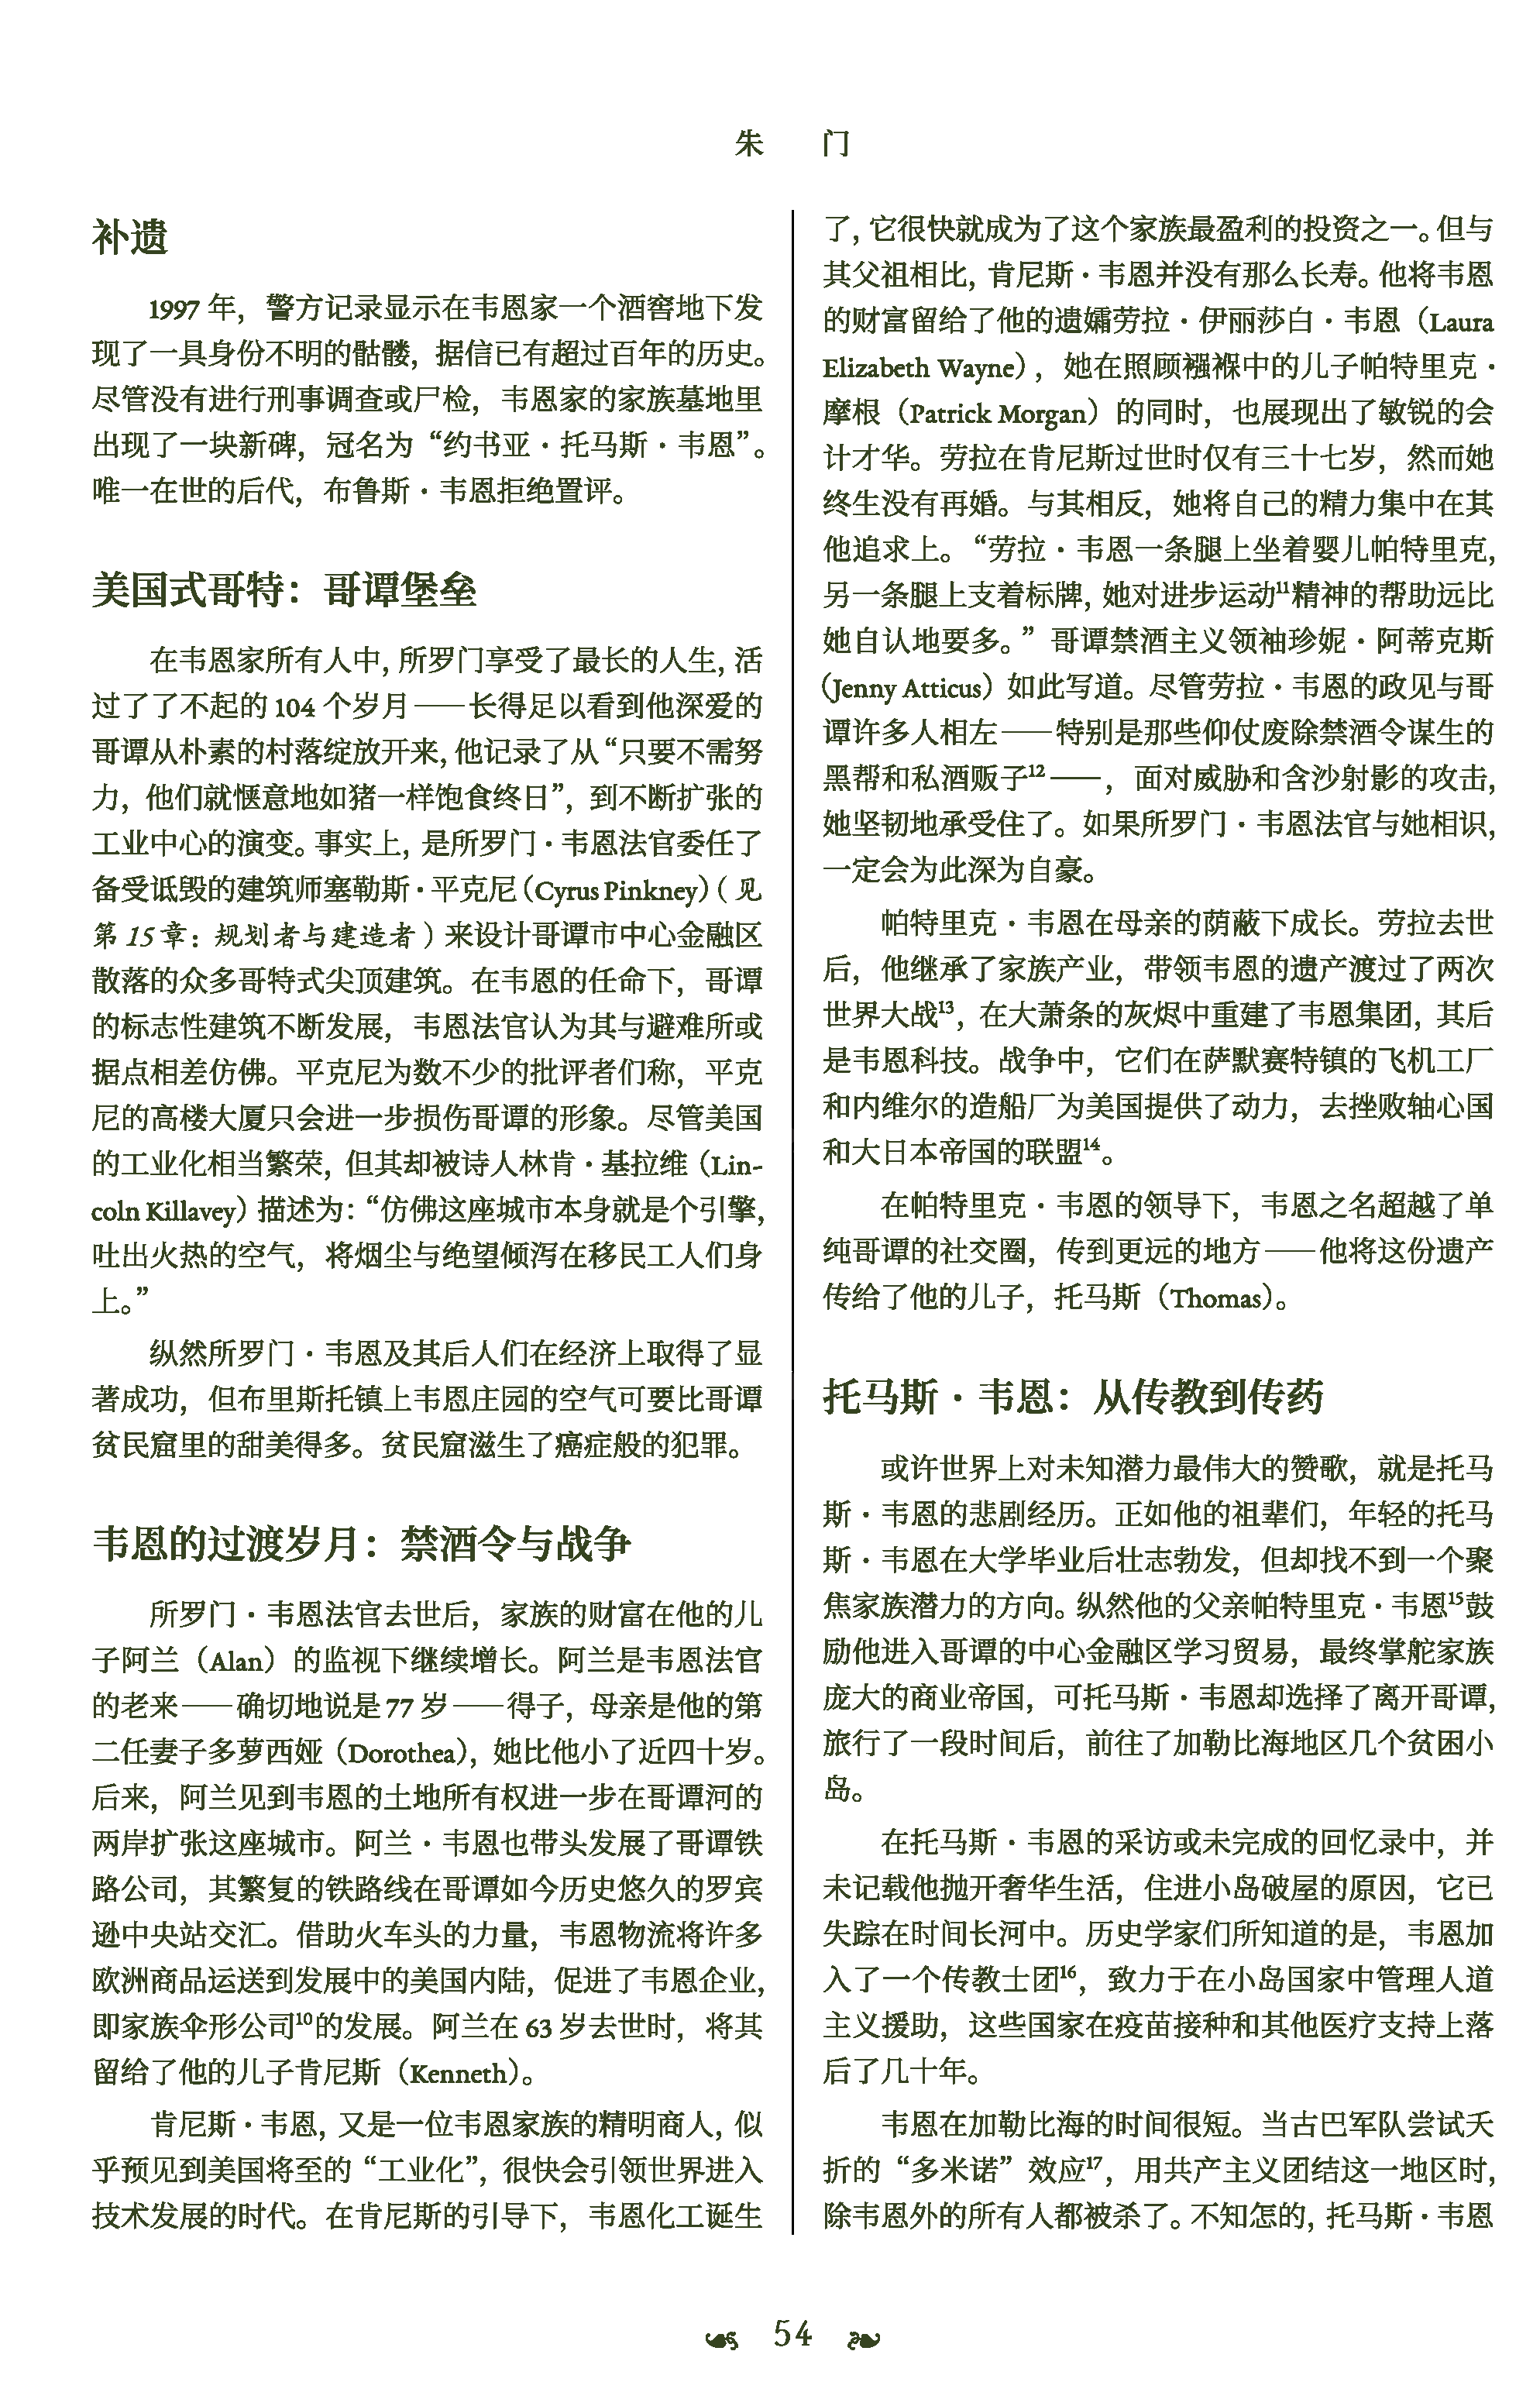 朱　门
补遗
1997 年，警方记录显示在韦恩家一个酒窖地下发
现了一具身份不明的骷髅，据信已有超过百年的历史。
尽管没有进行刑事调查或尸检，韦恩家的家族墓地里
出现了一块新碑，冠名为“约书亚·托马斯·韦恩”。
唯一在世的后代，布鲁斯·韦恩拒绝置评。
美国式哥特：哥谭堡垒
在韦恩家所有人中，所罗门享受了最长的人生，活
过了了不起的 104 个岁月——长得足以看到他深爱的
哥谭从朴素的村落绽放开来，他记录了从“只要不需努
力，他们就惬意地如猪一样饱食终日”，到不断扩张的
工业中心的演变。事实上，是所罗门·韦恩法官委任了
备受诋毁的建筑师塞勒斯·平克尼（Cyrus Pinkney）（见
第 15 章：规划者与建造者）来设计哥谭市中心金融区
散落的众多哥特式尖顶建筑。在韦恩的任命下，哥谭
的标志性建筑不断发展，韦恩法官认为其与避难所或
据点相差仿佛。平克尼为数不少的批评者们称，平克
尼的高楼大厦只会进一步损伤哥谭的形象。尽管美国
的工业化相当繁荣，但其却被诗人林肯·基拉维（Lin-
coln Killavey）描述为：“仿佛这座城市本身就是个引擎，
吐出火热的空气，将烟尘与绝望倾泻在移民工人们身
上。”
纵然所罗门·韦恩及其后人们在经济上取得了显
著成功，但布里斯托镇上韦恩庄园的空气可要比哥谭
贫民窟里的甜美得多。贫民窟滋生了癌症般的犯罪。
韦恩的过渡岁月：禁酒令与战争
所罗门·韦恩法官去世后，家族的财富在他的儿
子阿兰（Alan）的监视下继续增长。阿兰是韦恩法官
的老来——确切地说是 77 岁——得子，母亲是他的第
二任妻子多萝西娅（Dorothea），她比他小了近四十岁。
后来，阿兰见到韦恩的土地所有权进一步在哥谭河的
两岸扩张这座城市。阿兰·韦恩也带头发展了哥谭铁
路公司，其繁复的铁路线在哥谭如今历史悠久的罗宾
逊中央站交汇。借助火车头的力量，韦恩物流将许多
欧洲商品运送到发展中的美国内陆，促进了韦恩企业，
即家族伞形公司¹⁰的发展。阿兰在 63 岁去世时，将其
留给了他的儿子肯尼斯（Kenneth）。
肯尼斯·韦恩，又是一位韦恩家族的精明商人，似
乎预见到美国将至的“工业化”，很快会引领世界进入
技术发展的时代。在肯尼斯的引导下，韦恩化工诞生
了，它很快就成为了这个家族最盈利的投资之一。但与
其父祖相比，肯尼斯·韦恩并没有那么长寿。他将韦恩
的财富留给了他的遗孀劳拉·伊丽莎白·韦恩（Laura
Elizabeth Wayne），她在照顾襁褓中的儿子帕特里克·
摩根（Patrick Morgan）的同时，也展现出了敏锐的会
计才华。劳拉在肯尼斯过世时仅有三十七岁，然而她
终生没有再婚。与其相反，她将自己的精力集中在其
他追求上。“劳拉·韦恩一条腿上坐着婴儿帕特里克，
另一条腿上支着标牌，她对进步运动¹¹精神的帮助远比
她自认地要多。”哥谭禁酒主义领袖珍妮·阿蒂克斯
（Jenny Atticus）如此写道。尽管劳拉·韦恩的政见与哥
谭许多人相左——特别是那些仰仗废除禁酒令谋生的
黑帮和私酒贩子¹²——，面对威胁和含沙射影的攻击，
她坚韧地承受住了。如果所罗门·韦恩法官与她相识，
一定会为此深为自豪。
帕特里克·韦恩在母亲的荫蔽下成长。劳拉去世
后，他继承了家族产业，带领韦恩的遗产渡过了两次
世界大战¹³，在大萧条的灰烬中重建了韦恩集团，其后
是韦恩科技。战争中，它们在萨默赛特镇的飞机工厂
和内维尔的造船厂为美国提供了动力，去挫败轴心国
和大日本帝国的联盟¹⁴。
在帕特里克·韦恩的领导下，韦恩之名超越了单
纯哥谭的社交圈，传到更远的地方——他将这份遗产
传给了他的儿子，托马斯（Thomas）。
托马斯·韦恩：从传教到传药
或许世界上对未知潜力最伟大的赞歌，就是托马
斯·韦恩的悲剧经历。正如他的祖辈们，年轻的托马
斯·韦恩在大学毕业后壮志勃发，但却找不到一个聚
焦家族潜力的方向。纵然他的父亲帕特里克·韦恩¹⁵鼓
励他进入哥谭的中心金融区学习贸易，最终掌舵家族
庞大的商业帝国，可托马斯·韦恩却选择了离开哥谭，
旅行了一段时间后，前往了加勒比海地区几个贫困小
岛。
在托马斯·韦恩的采访或未完成的回忆录中，并
未记载他抛开奢华生活，住进小岛破屋的原因，它已
失踪在时间长河中。历史学家们所知道的是，韦恩加
入了一个传教士团¹⁶，致力于在小岛国家中管理人道
主义援助，这些国家在疫苗接种和其他医疗支持上落
后了几十年。
韦恩在加勒比海的时间很短。当古巴军队尝试夭
折的“多米诺”效应¹⁷，用共产主义团结这一地区时，
除韦恩外的所有人都被杀了。不知怎的，托马斯·韦恩
54